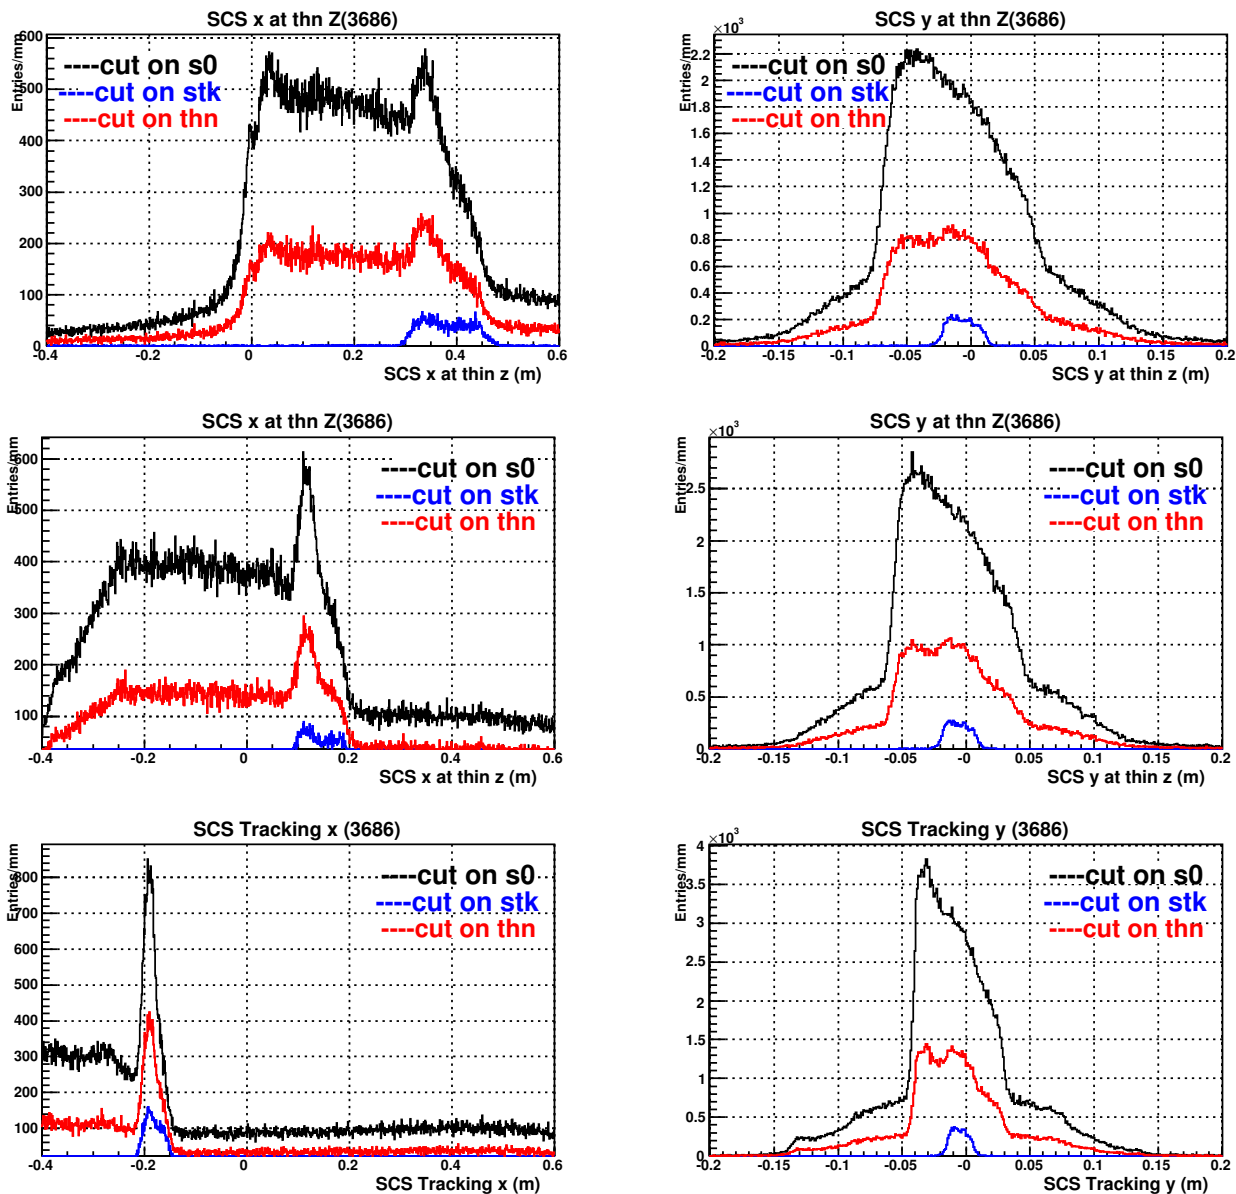 SCS x at thn Z(3686)
Entries/mm
600
500
400
300
200
100
0
----cut on s0
----cut on stk
----cut on thn
-0.4 -0.2 0 0.2 0.4 0.6
SCS x at thin z (m)
SCS y at thn Z(3686)
×10³
Entries/mm
2.2
2
1.8
1.6
1.4
1.2
1
0.8
0.6
0.4
0.2
0
----cut on s0
----cut on stk
----cut on thn
-0.2 -0.15 -0.1 -0.05 -0 0.05 0.1 0.15 0.2
SCS y at thin z (m)
SCS x at thn Z(3686)
Entries/mm
600
500
400
300
200
100
----cut on s0
----cut on stk
----cut on thn
-0.4 -0.2 0 0.2 0.4 0.6
SCS x at thin z (m)
SCS y at thn Z(3686)
×10³
Entries/mm
2.5
2
1.5
1
0.5
0
----cut on s0
----cut on stk
----cut on thn
-0.2 -0.15 -0.1 -0.05 -0 0.05 0.1 0.15 0.2
SCS y at thin z (m)
SCS Tracking x (3686)
Entries/mm
800
700
600
500
400
300
200
100
----cut on s0
----cut on stk
----cut on thn
-0.4 -0.2 0 0.2 0.4 0.6
SCS Tracking x (m)
SCS Tracking y (3686)
×10³
Entries/mm
4
3.5
3
2.5
2
1.5
1
0.5
0
----cut on s0
----cut on stk
----cut on thn
-0.2 -0.15 -0.1 -0.05 -0 0.05 0.1 0.15 0.2
SCS Tracking y (m)